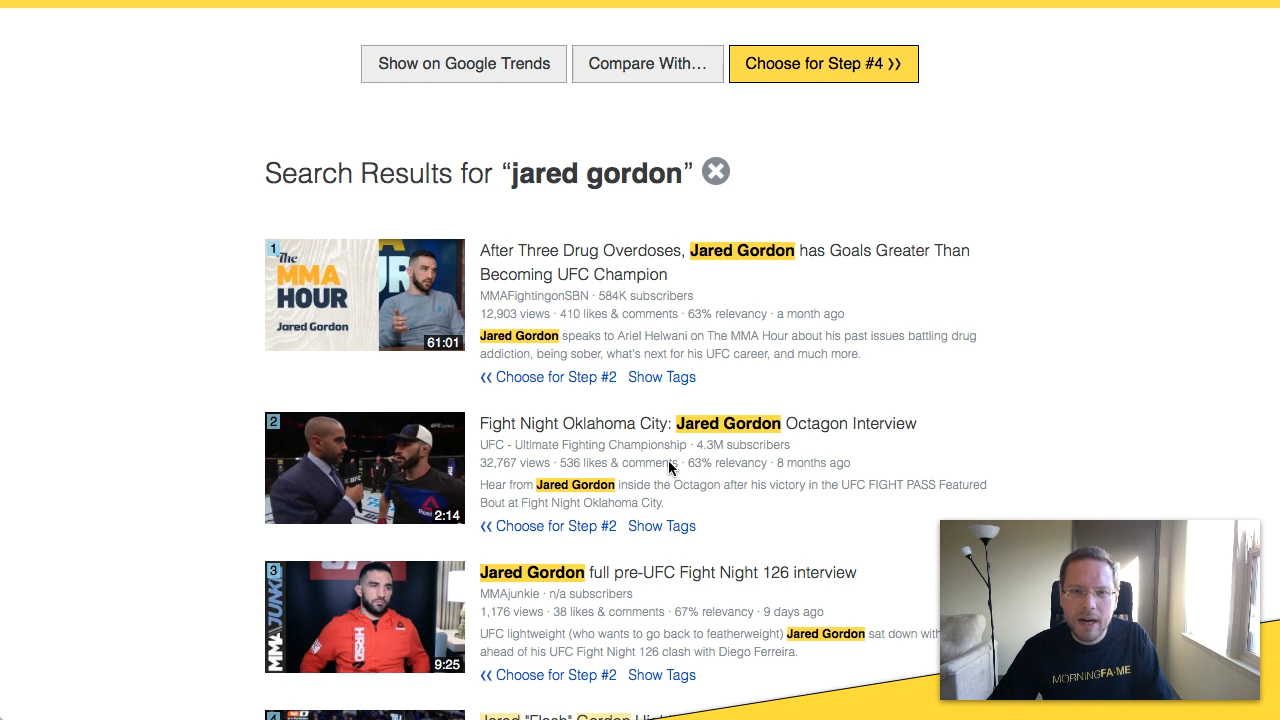 Show on Google Trends
Compare With...
Choose for Step #4 》
Search Results for “jared gordon”
1
The
MMA
HOUR
Jared Gordon
61:01
After Three Drug Overdoses, Jared Gordon has Goals Greater Than
Becoming UFC Champion
MMAFightingonSBN · 584K subscribers
12,903 views · 410 likes & comments · 63% relevancy · a month ago
Jared Gordon speaks to Ariel Helwani on The MMA Hour about his past issues battling drug
addiction, being sober, what's next for his UFC career, and much more.
《 Choose for Step #2 Show Tags
2
2:14
Fight Night Oklahoma City: Jared Gordon Octagon Interview
UFC - Ultimate Fighting Championship · 4.3M subscribers
32,767 views · 536 likes & comments · 63% relevancy · 8 months ago
Hear from Jared Gordon inside the Octagon after his victory in the UFC FIGHT PASS Featured
Bout at Fight Night Oklahoma City.
《 Choose for Step #2 Show Tags
3
9:25
Jared Gordon full pre-UFC Fight Night 126 interview
MMAjunkie · n/a subscribers
1,176 views · 38 likes & comments · 67% relevancy · 9 days ago
UFC lightweight (who wants to go back to featherweight) Jared Gordon sat down with
ahead of his UFC Fight Night 126 clash with Diego Ferreira.
《 Choose for Step #2 Show Tags
MORNINGFA·ME
4
Jared "Flash" Gordon